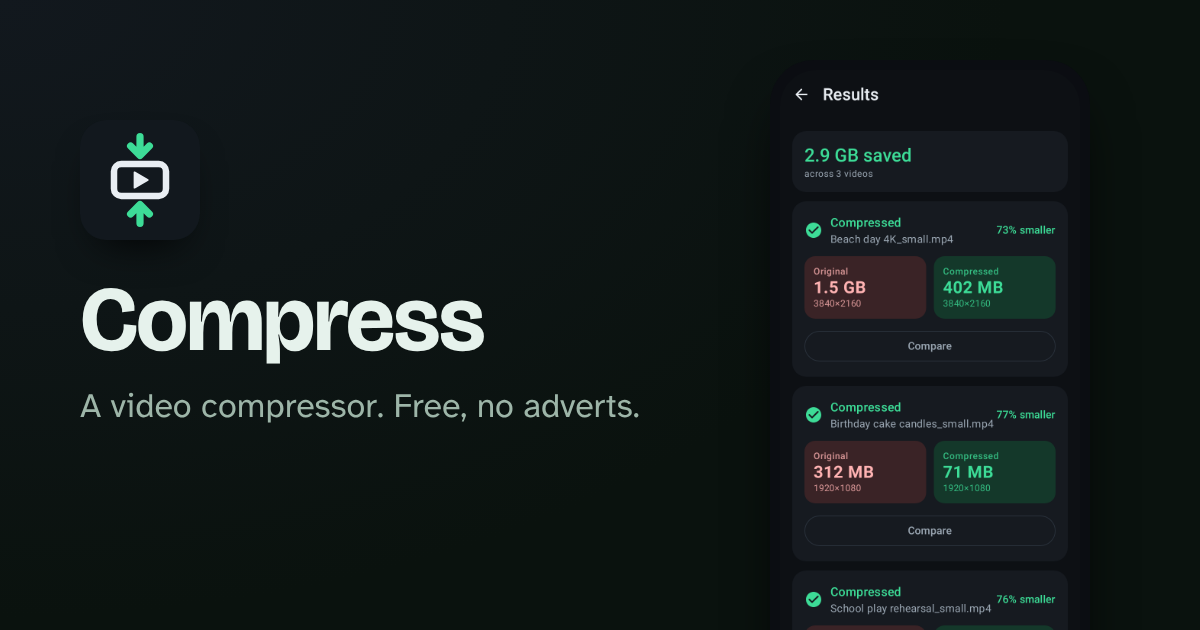 Compress
A video compressor. Free, no adverts.
Results
2.9 GB saved
across 3 videos
Compressed
Beach day 4K_small.mp4
73% smaller
Original
1.5 GB
3840×2160
Compressed
402 MB
3840×2160
Compare
Compressed
Birthday cake candles_small.mp4
77% smaller
Original
312 MB
1920×1080
Compressed
71 MB
1920×1080
Compare
Compressed
School play rehearsal_small.mp4
76% smaller